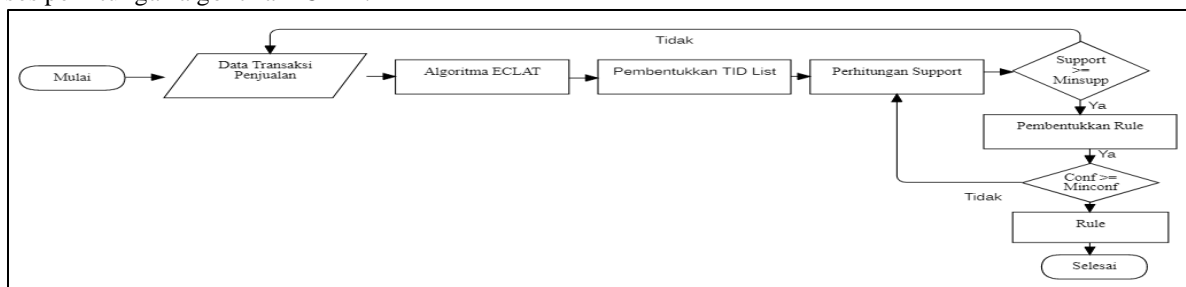 Tidak
Mulai
Data Transaksi
Penjualan
Algoritma ECLAT
Pembentukkan TID List
Perhitungan Support
Support
>=
Minsupp
Ya
Pembentukkan Rule
Ya
Conf >=
Minconf
Tidak
Rule
Selesai